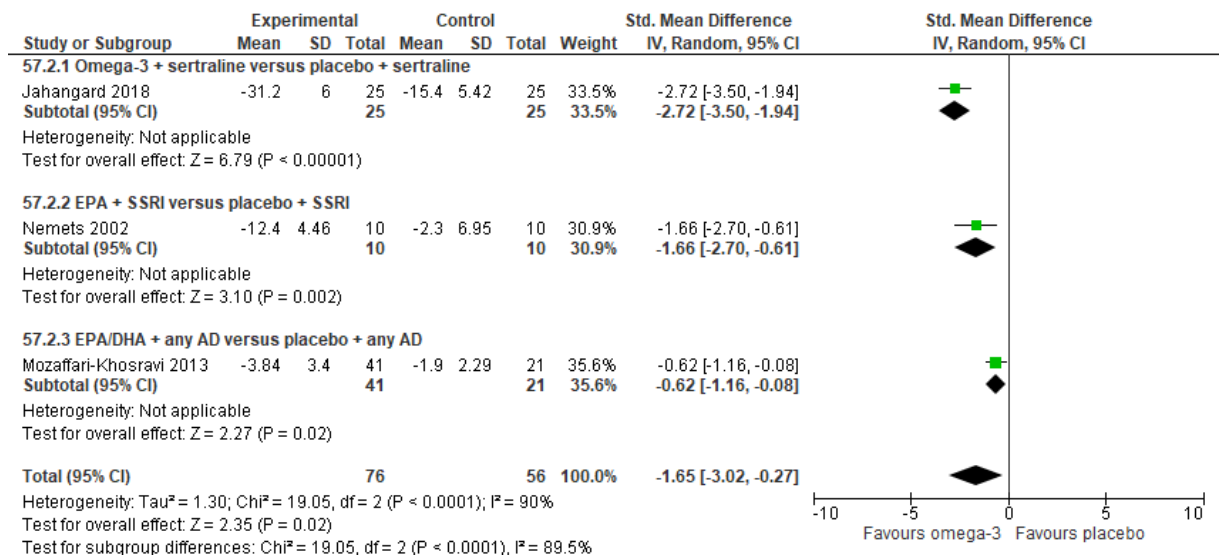 Experimental Control Std. Mean Difference Std. Mean Difference
Study or Subgroup Mean SD Total Mean SD Total Weight IV, Random, 95% CI IV, Random, 95% CI
57.2.1 Omega-3 + sertraline versus placebo + sertraline
Jahangard 2018 -31.2 6 25 -15.4 5.42 25 33.5% -2.72 [-3.50, -1.94]
Subtotal (95% CI) 25 25 33.5% -2.72 [-3.50, -1.94]
Heterogeneity: Not applicable
Test for overall effect: Z = 6.79 (P < 0.00001)
57.2.2 EPA + SSRI versus placebo + SSRI
Nemets 2002 -12.4 4.46 10 -2.3 6.95 10 30.9% -1.66 [-2.70, -0.61]
Subtotal (95% CI) 10 10 30.9% -1.66 [-2.70, -0.61]
Heterogeneity: Not applicable
Test for overall effect: Z = 3.10 (P = 0.002)
57.2.3 EPA/DHA + any AD versus placebo + any AD
Mozaffari-Khosravi 2013 -3.84 3.4 41 -1.9 2.29 21 35.6% -0.62 [-1.16, -0.08]
Subtotal (95% CI) 41 21 35.6% -0.62 [-1.16, -0.08]
Heterogeneity: Not applicable
Test for overall effect: Z = 2.27 (P = 0.02)
Total (95% CI) 76 56 100.0% -1.65 [-3.02, -0.27]
Heterogeneity: Tau² = 1.30; Chi² = 19.05, df = 2 (P < 0.0001); I² = 90%
Test for overall effect: Z = 2.35 (P = 0.02)
Test for subgroup differences: Chi² = 19.05, df = 2 (P < 0.0001), I² = 89.5%
-10 -5 0 5 10
Favours omega-3 Favours placebo